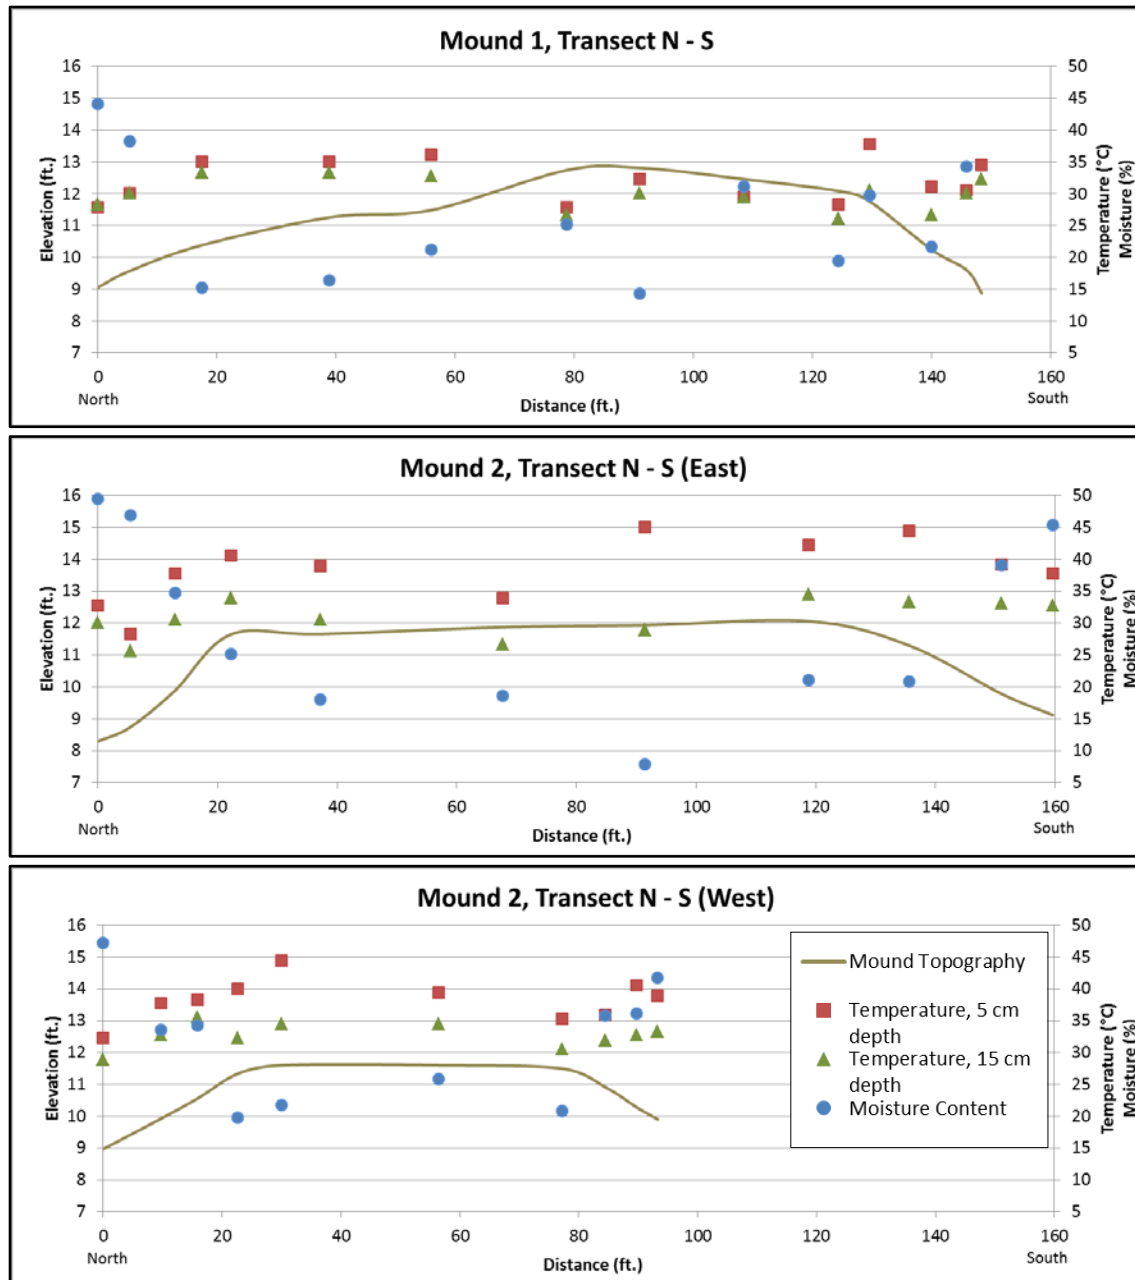 Mound 1, Transect N - S
16
15
14
13
12
11
10
9
8
7
Elevation (ft.)
50
45
40
35
30
25
20
15
10
5
Temperature (°C)
Moisture (%)
0 20 40 60 80 100 120 140 160
North South
Distance (ft.)
Mound 2, Transect N - S (East)
16
15
14
13
12
11
10
9
8
7
Elevation (ft.)
50
45
40
35
30
25
20
15
10
5
Temperature (°C)
Moisture (%)
0 20 40 60 80 100 120 140 160
North South
Distance (ft.)
Mound 2, Transect N - S (West)
16
15
14
13
12
11
10
9
8
7
Elevation (ft.)
Mound Topography
Temperature, 5 cm
depth
Temperature, 15 cm
depth
Moisture Content
50
45
40
35
30
25
20
15
10
5
Temperature (°C)
Moisture (%)
0 20 40 60 80 100 120 140 160
North South
Distance (ft.)